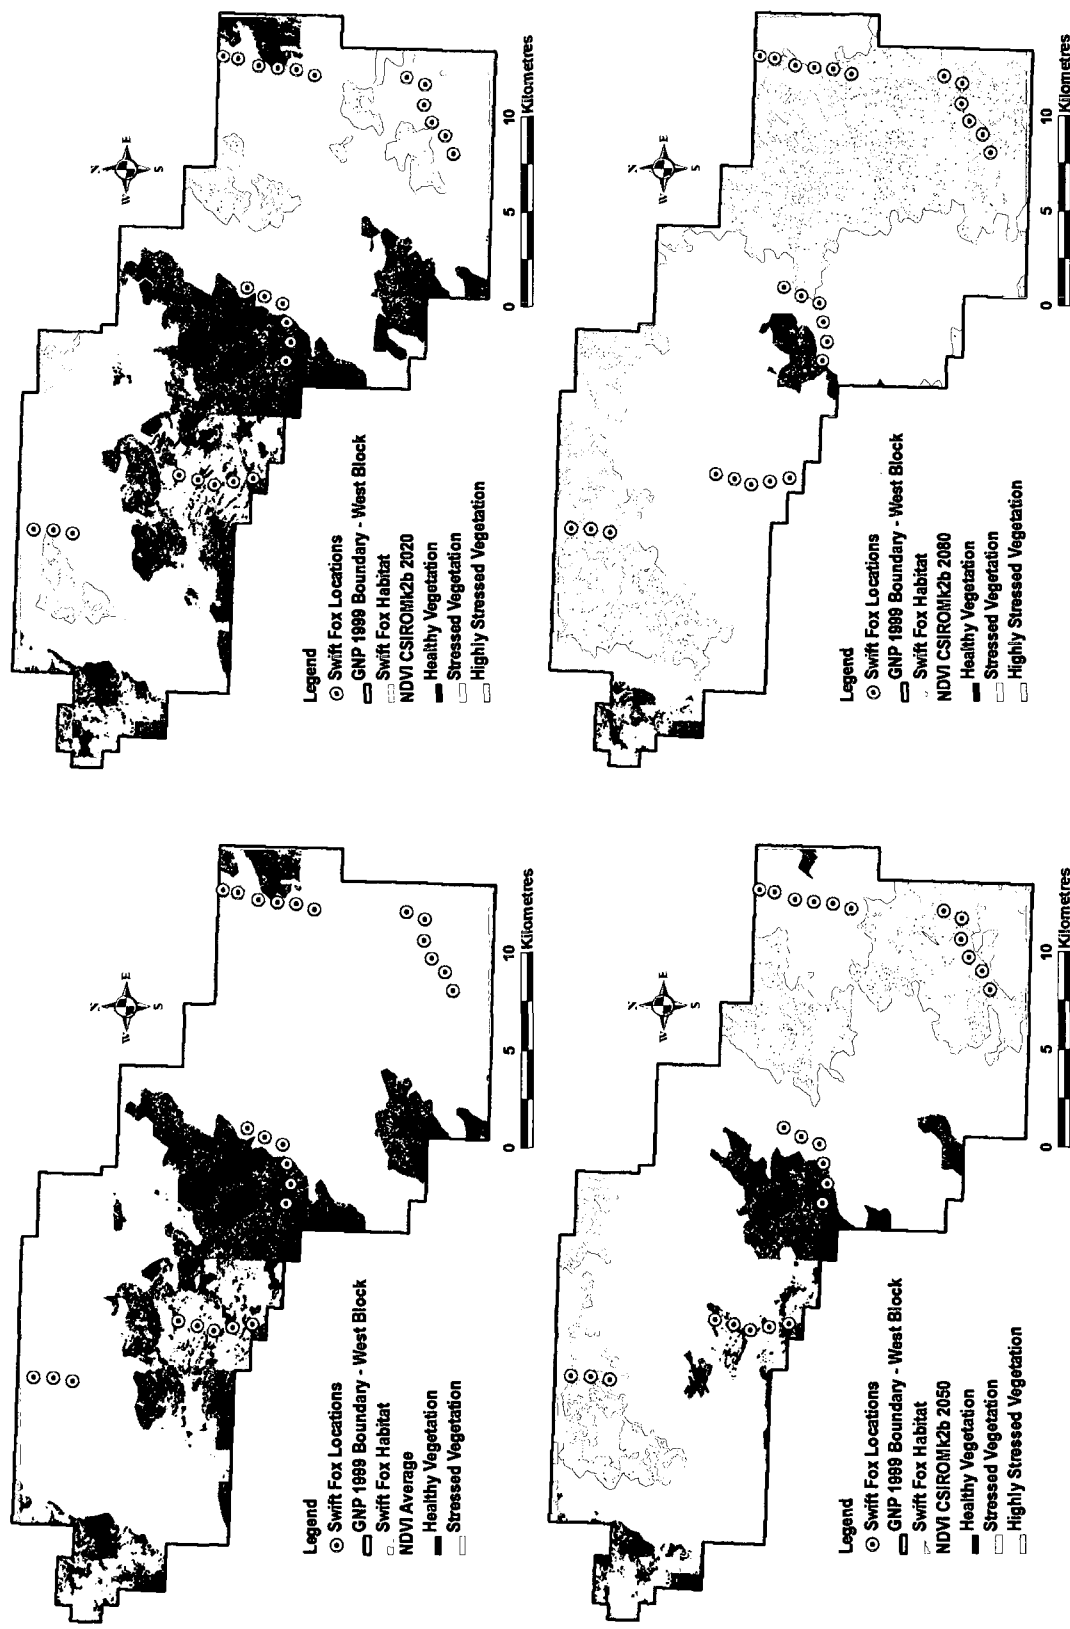 N
W E
S
Legend
Swift Fox Locations
GNP 1999 Boundary - West Block
Swift Fox Habitat
NDVI Average
Healthy Vegetation
Stressed Vegetation
0 5 10
Kilometres
N
W E
S
Legend
Swift Fox Locations
GNP 1999 Boundary - West Block
Swift Fox Habitat
NDVI CSIROMk2b 2020
Healthy Vegetation
Stressed Vegetation
Highly Stressed Vegetation
0 5 10
Kilometres
N
W E
S
Legend
Swift Fox Locations
GNP 1999 Boundary - West Block
Swift Fox Habitat
NDVI CSIROMk2b 2050
Healthy Vegetation
Stressed Vegetation
Highly Stressed Vegetation
0 5 10
Kilometres
N
W E
S
Legend
Swift Fox Locations
GNP 1999 Boundary - West Block
Swift Fox Habitat
NDVI CSIROMk2b 2080
Healthy Vegetation
Stressed Vegetation
Highly Stressed Vegetation
0 5 10
Kilometres